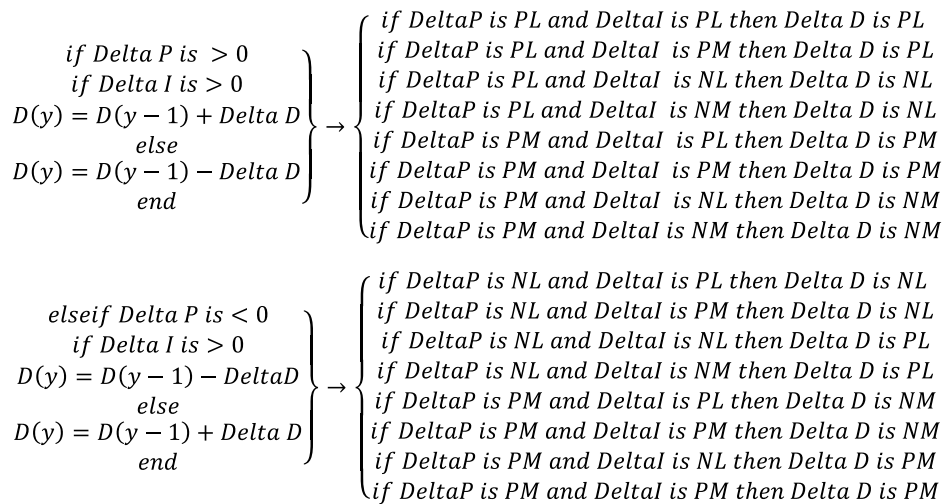 if Delta P is > 0
if Delta I is > 0
D(y) = D(y − 1) + Delta D
else
D(y) = D(y − 1) − Delta D
end
→
if DeltaP is PL and DeltaI is PL then Delta D is PL
if DeltaP is PL and DeltaI is PM then Delta D is PL
if DeltaP is PL and DeltaI is NL then Delta D is NL
if DeltaP is PL and DeltaI is NM then Delta D is NL
if DeltaP is PM and DeltaI is PL then Delta D is PM
if DeltaP is PM and DeltaI is PM then Delta D is PM
if DeltaP is PM and DeltaI is NL then Delta D is NM
if DeltaP is PM and DeltaI is NM then Delta D is NM
elseif Delta P is < 0
if Delta I is > 0
D(y) = D(y − 1) − DeltaD
else
D(y) = D(y − 1) + Delta D
end
→
if DeltaP is NL and DeltaI is PL then Delta D is NL
if DeltaP is NL and DeltaI is PM then Delta D is NL
if DeltaP is NL and DeltaI is NL then Delta D is PL
if DeltaP is NL and DeltaI is NM then Delta D is PL
if DeltaP is PM and DeltaI is PL then Delta D is NM
if DeltaP is PM and DeltaI is PM then Delta D is NM
if DeltaP is PM and DeltaI is NL then Delta D is PM
if DeltaP is PM and DeltaI is PM then Delta D is PM